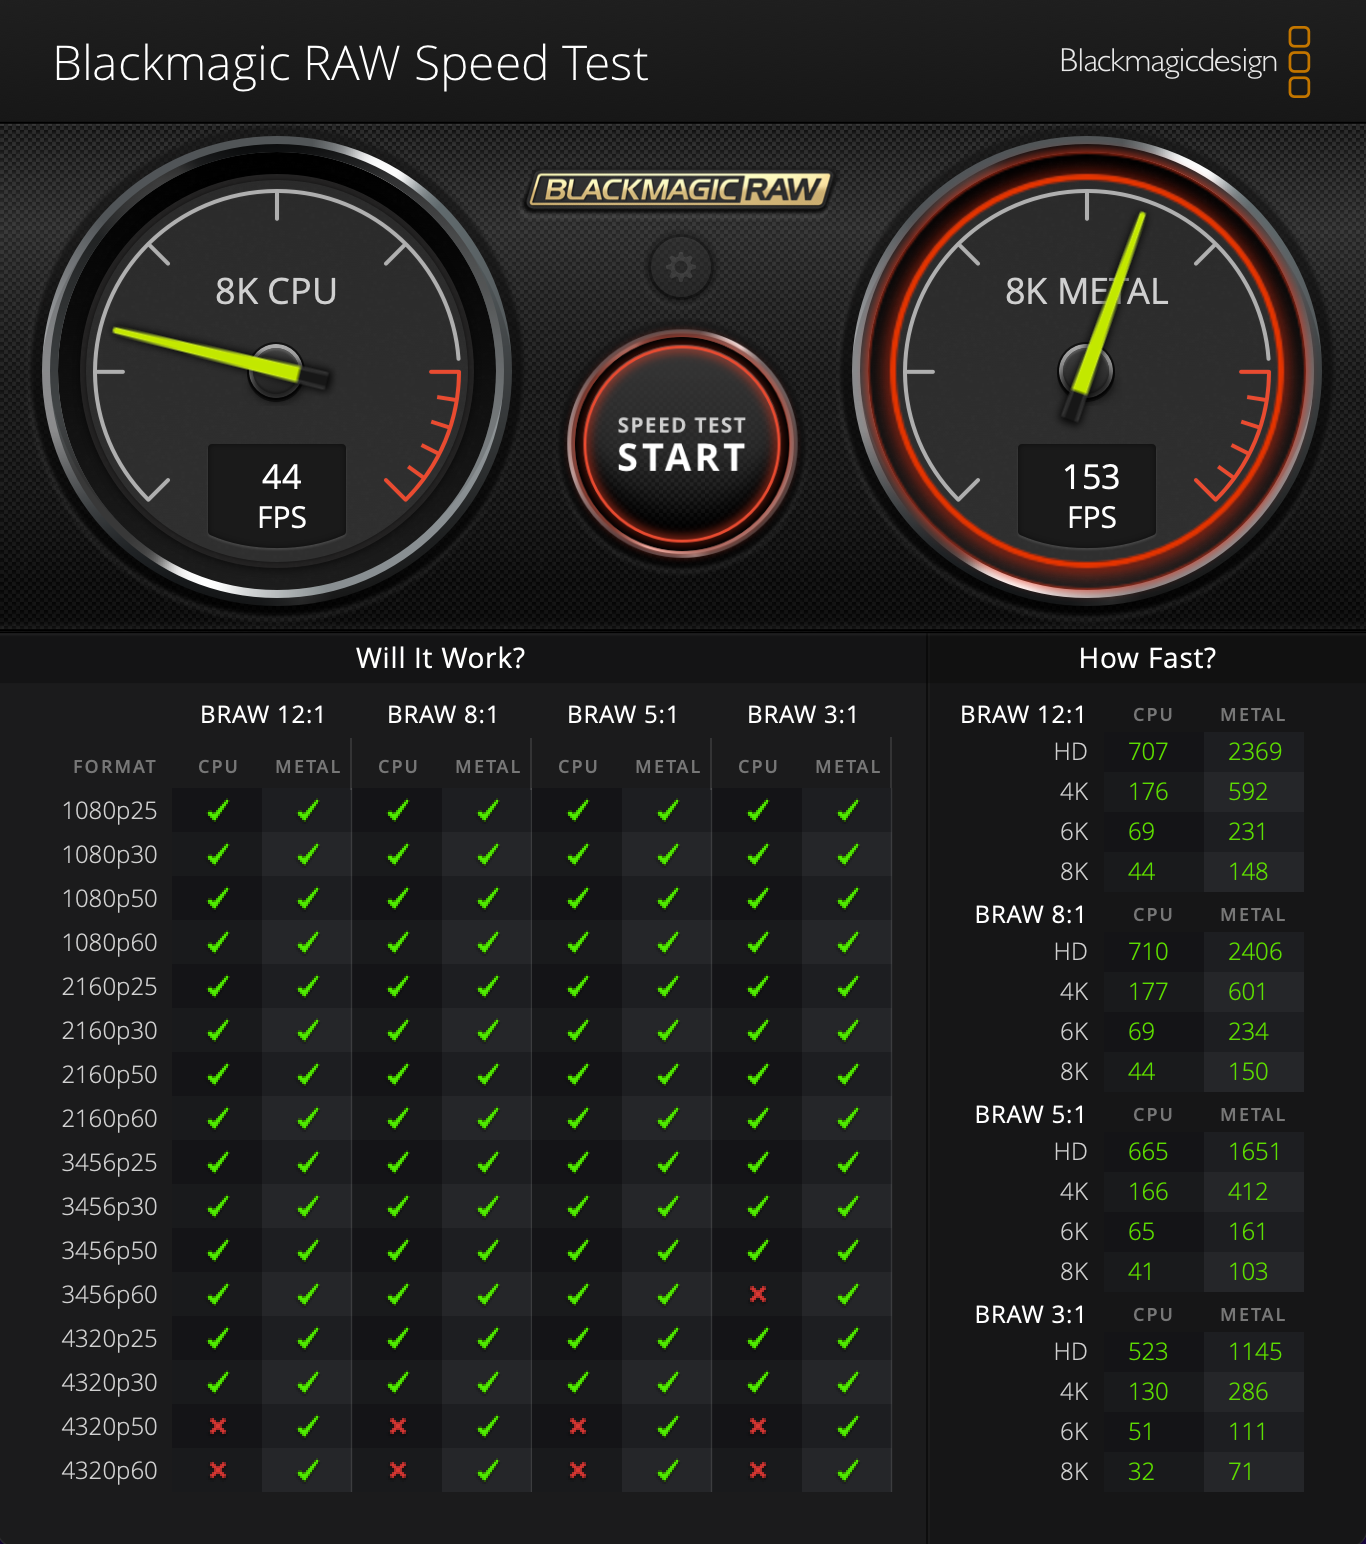 Blackmagic RAW Speed Test
Blackmagicdesign
BLACKMAGIC RAW
8K CPU
44
FPS
SPEED TEST
START
8K METAL
153
FPS
Will It Work?
BRAW 12:1 BRAW 8:1 BRAW 5:1 BRAW 3:1
FORMAT CPU METAL CPU METAL CPU METAL CPU METAL
1080p25
1080p30
1080p50
1080p60
2160p25
2160p30
2160p50
2160p60
3456p25
3456p30
3456p50
3456p60
4320p25
4320p30
4320p50
4320p60
How Fast?
BRAW 12:1 CPU METAL
HD 707 2369
4K 176 592
6K 69 231
8K 44 148
BRAW 8:1 CPU METAL
HD 710 2406
4K 177 601
6K 69 234
8K 44 150
BRAW 5:1 CPU METAL
HD 665 1651
4K 166 412
6K 65 161
8K 41 103
BRAW 3:1 CPU METAL
HD 523 1145
4K 130 286
6K 51 111
8K 32 71